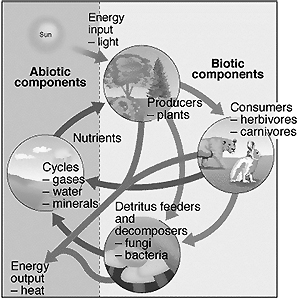 Energy
input
– light
Sun
Abiotic
components
Biotic
components
Producers
– plants
Consumers
– herbivores
– carnivores
Nutrients
Cycles
– gases
– water
– minerals
Detritus feeders
and
decomposers
– fungi
– bacteria
Energy
output
– heat